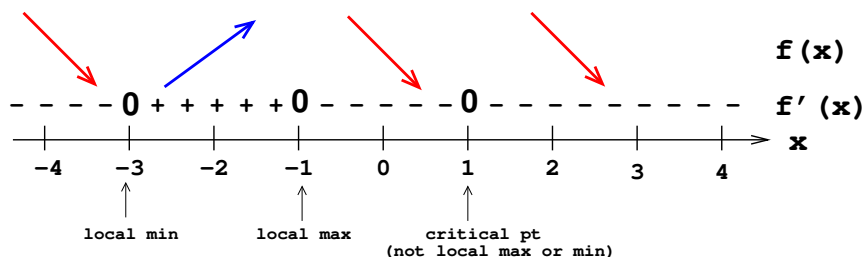 f(x)
- - - - 0 + + + + + 0 - - - - - 0 - - - - - - - - - f'(x)
x
-4 -3 -2 -1 0 1 2 3 4
local min local max critical pt
(not local max or min)